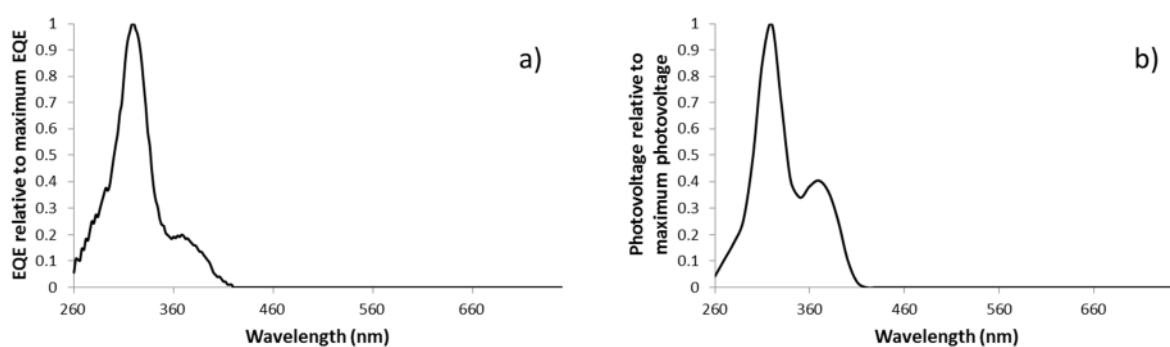 a)
EQE relative to maximum EQE
1
0.9
0.8
0.7
0.6
0.5
0.4
0.3
0.2
0.1
0
260 360 460 560 660
Wavelength (nm)
b)
Photovoltage relative to
maximum photovoltage
1
0.9
0.8
0.7
0.6
0.5
0.4
0.3
0.2
0.1
0
260 360 460 560 660
Wavelength (nm)